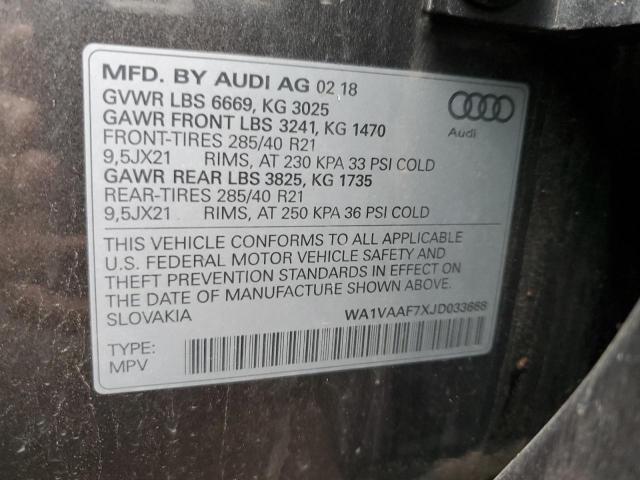 MFD. BY AUDI AG 02 18
GVWR LBS 6669, KG 3025
GAWR FRONT LBS 3241, KG 1470
FRONT-TIRES 285/40 R21
9,5JX21 RIMS, AT 230 KPA 33 PSI COLD
GAWR REAR LBS 3825, KG 1735
REAR-TIRES 285/40 R21
9,5JX21 RIMS, AT 250 KPA 36 PSI COLD
Audi
THIS VEHICLE CONFORMS TO ALL APPLICABLE
U.S. FEDERAL MOTOR VEHICLE SAFETY AND
THEFT PREVENTION STANDARDS IN EFFECT ON
THE DATE OF MANUFACTURE SHOWN ABOVE.
SLOVAKIA WA1VAAF7XJD033668
TYPE:
MPV